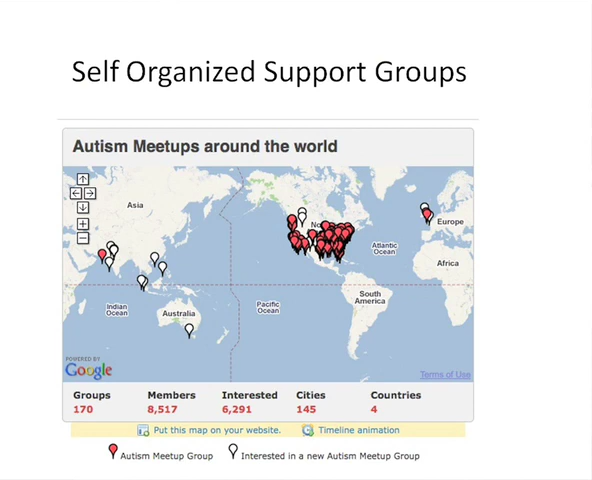 Self Organized Support Groups
Autism Meetups around the world
Asia
No
Europe
Atlantic
Ocean
Africa
Indian
Ocean
Pacific
Ocean
South
America
Australia
POWERED BY
Google
Terms of Use
Groups Members Interested Cities Countries
170 8,517 6,291 145 4
Put this map on your website. Timeline animation
Autism Meetup Group Interested in a new Autism Meetup Group